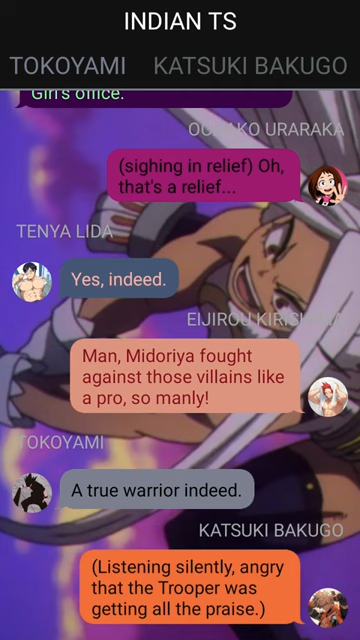 INDIAN TS
TOKOYAMI KATSUKI BAKUGO
Girl's office.
OCHAKO URARAKA
(sighing in relief) Oh,
that's a relief...
TENYA LIDA
Yes, indeed.
EIJIROU KIRISHIMA
Man, Midoriya fought
against those villains like
a pro, so manly!
TOKOYAMI
A true warrior indeed.
KATSUKI BAKUGO
(Listening silently, angry
that the Trooper was
getting all the praise.)